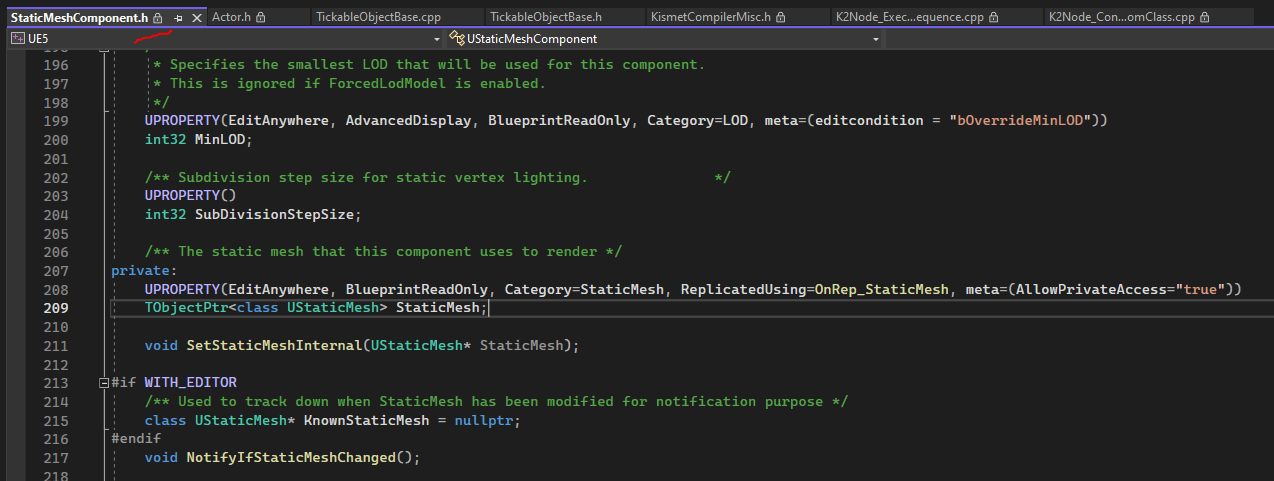 StaticMeshComponent.h Actor.h TickableObjectBase.cpp TickableObjectBase.h KismetCompilerMisc.h K2Node_Exec...equence.cpp K2Node_Con...omClass.cpp
UE5 UStaticMeshComponent
196 * Specifies the smallest LOD that will be used for this component.
197 * This is ignored if ForcedLodModel is enabled.
198 */
199 UPROPERTY(EditAnywhere, AdvancedDisplay, BlueprintReadOnly, Category=LOD, meta=(editcondition = "bOverrideMinLOD"))
200 int32 MinLOD;
201
202 /** Subdivision step size for static vertex lighting. */
203 UPROPERTY()
204 int32 SubDivisionStepSize;
205
206 /** The static mesh that this component uses to render */
207 private:
208 UPROPERTY(EditAnywhere, BlueprintReadOnly, Category=StaticMesh, ReplicatedUsing=OnRep_StaticMesh, meta=(AllowPrivateAccess="true"))
209 TObjectPtr<class UStaticMesh> StaticMesh;
210
211 void SetStaticMeshInternal(UStaticMesh* StaticMesh);
212
213 #if WITH_EDITOR
214 /** Used to track down when StaticMesh has been modified for notification purpose */
215 class UStaticMesh* KnownStaticMesh = nullptr;
216 #endif
217 void NotifyIfStaticMeshChanged();
218